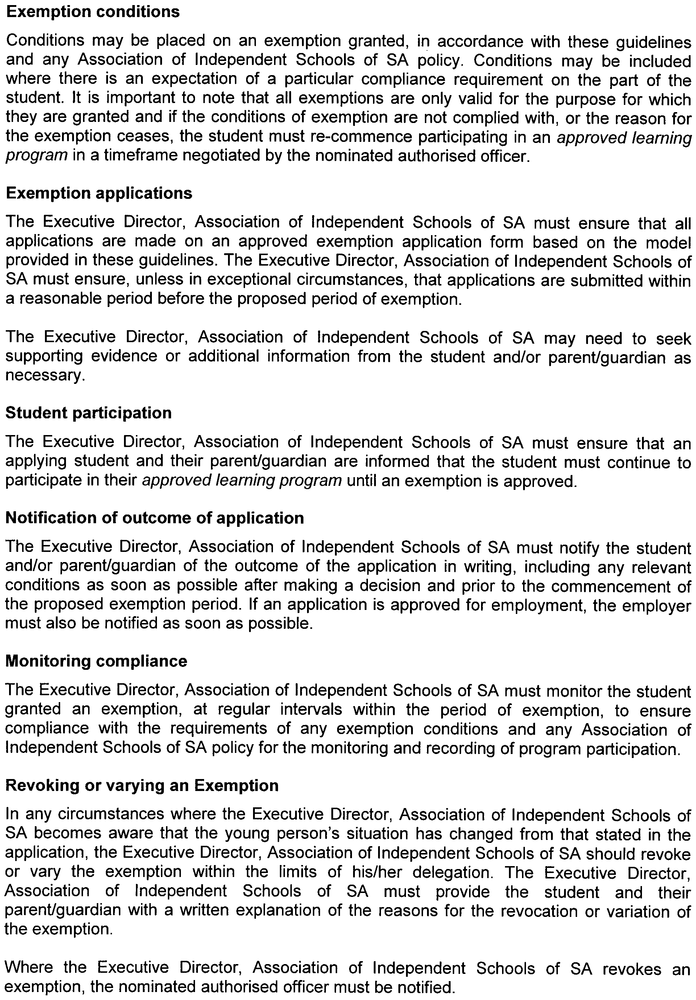 Exemption conditions
Conditions may be placed on an exemption granted, in accordance with these guidelines
and any Association of Independent Schools of SA policy. Conditions may be included
where there is an expectation of a particular compliance requirement on the part of the
student. It is important to note that all exemptions are only valid for the purpose for which
they are granted and if the conditions of exemption are not complied with, or the reason for
the exemption ceases, the student must re-commence participating in an approved learning
program in a timeframe negotiated by the nominated authorised officer.
Exemption applications
The Executive Director, Association of Independent Schools of SA must ensure that all
applications are made on an approved exemption application form based on the model
provided in these guidelines. The Executive Director, Association of Independent Schools of
SA must ensure, unless in exceptional circumstances, that applications are submitted within
a reasonable period before the proposed period of exemption.
The Executive Director, Association of Independent Schools of SA may need to seek
supporting evidence or additional information from the student and/or parent/guardian as
necessary.
Student participation
The Executive Director, Association of Independent Schools of SA must ensure that an
applying student and their parent/guardian are informed that the student must continue to
participate in their approved learning program until an exemption is approved.
Notification of outcome of application
The Executive Director, Association of Independent Schools of SA must notify the student
and/or parent/guardian of the outcome of the application in writing, including any relevant
conditions as soon as possible after making a decision and prior to the commencement of
the proposed exemption period. If an application is approved for employment, the employer
must also be notified as soon as possible.
Monitoring compliance
The Executive Director, Association of Independent Schools of SA must monitor the student
granted an exemption, at regular intervals within the period of exemption, to ensure
compliance with the requirements of any exemption conditions and any Association of
Independent Schools of SA policy for the monitoring and recording of program participation.
Revoking or varying an Exemption
In any circumstances where the Executive Director, Association of Independent Schools of
SA becomes aware that the young person's situation has changed from that stated in the
application, the Executive Director, Association of Independent Schools of SA should revoke
or vary the exemption within the limits of his/her delegation. The Executive Director,
Association of Independent Schools of SA must provide the student and their
parent/guardian with a written explanation of the reasons for the revocation or variation of
the exemption.
Where the Executive Director, Association of Independent Schools of SA revokes an
exemption, the nominated authorised officer must be notified.